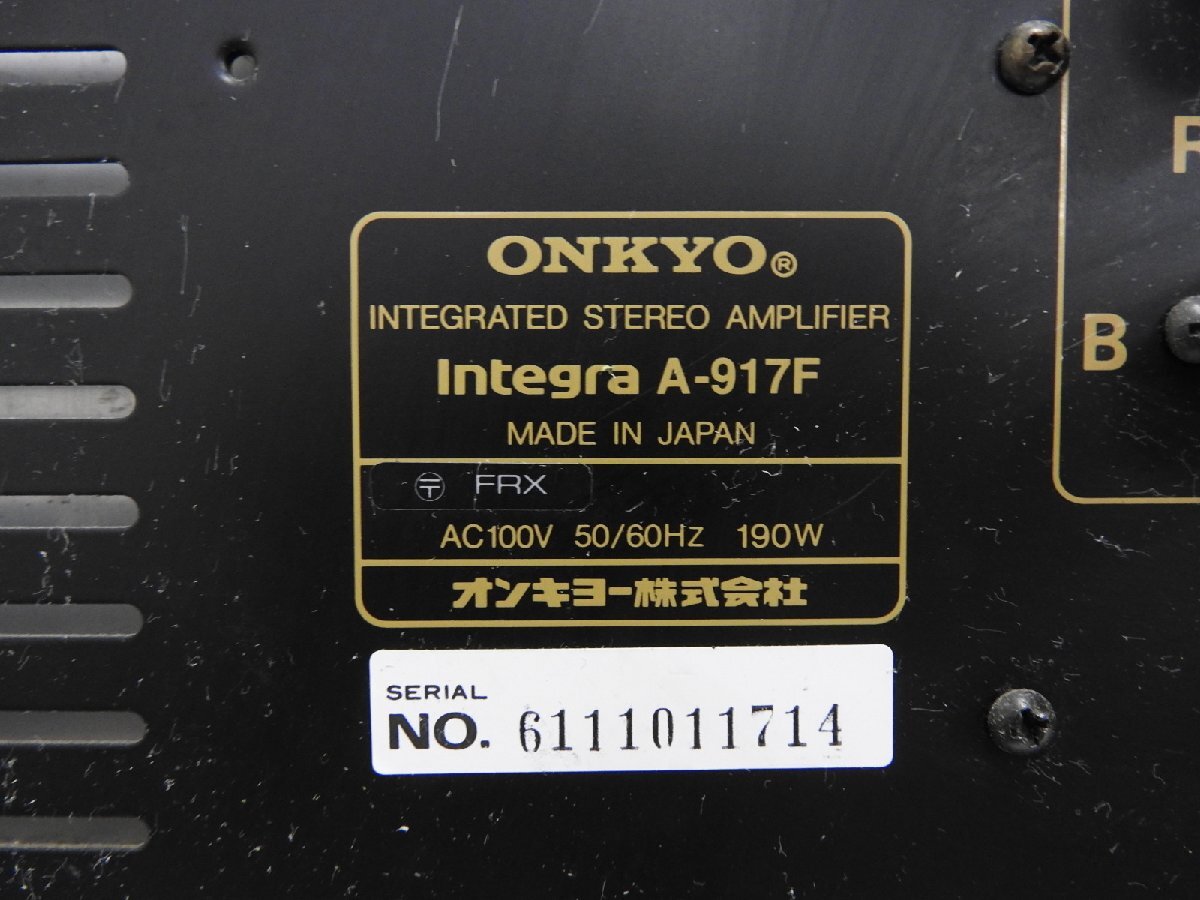 ONKYO®
INTEGRATED STEREO AMPLIFIER
Integra A-917F
MADE IN JAPAN
〶 FRX
AC100V 50/60Hz 190W
オンキヨー株式会社
SERIAL
NO. 6111011714
R
B